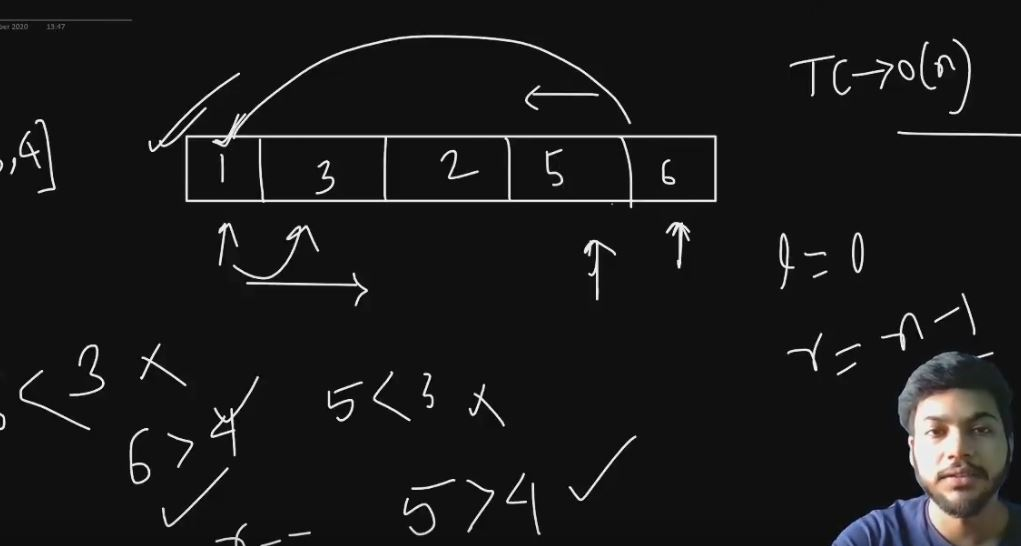 ber 2020 13:47
TC→O(n)
,4]
1 3 2 5 6
l=0
r=n-1
<3 x
5<3 x
6>4
5>4 ✓